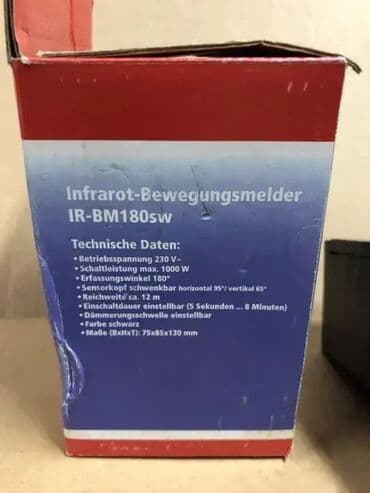 Infrarot-Bewegungsmelder
IR-BM180sw
Technische Daten:
• Betriebsspannung 230 V~
• Schaltleistung max. 1000 W
• Erfassungswinkel 180°
• Sensorkopf schwenkbar horizontal 95°/ vertikal 65°
• Reichweite ca. 12 m
• Einschaltdauer einstellbar (5 Sekunden ... 8 Minuten)
• Dämmerungsschwelle einstellbar
• Farbe schwarz
• Maße (BxHxT): 75x85x130 mm